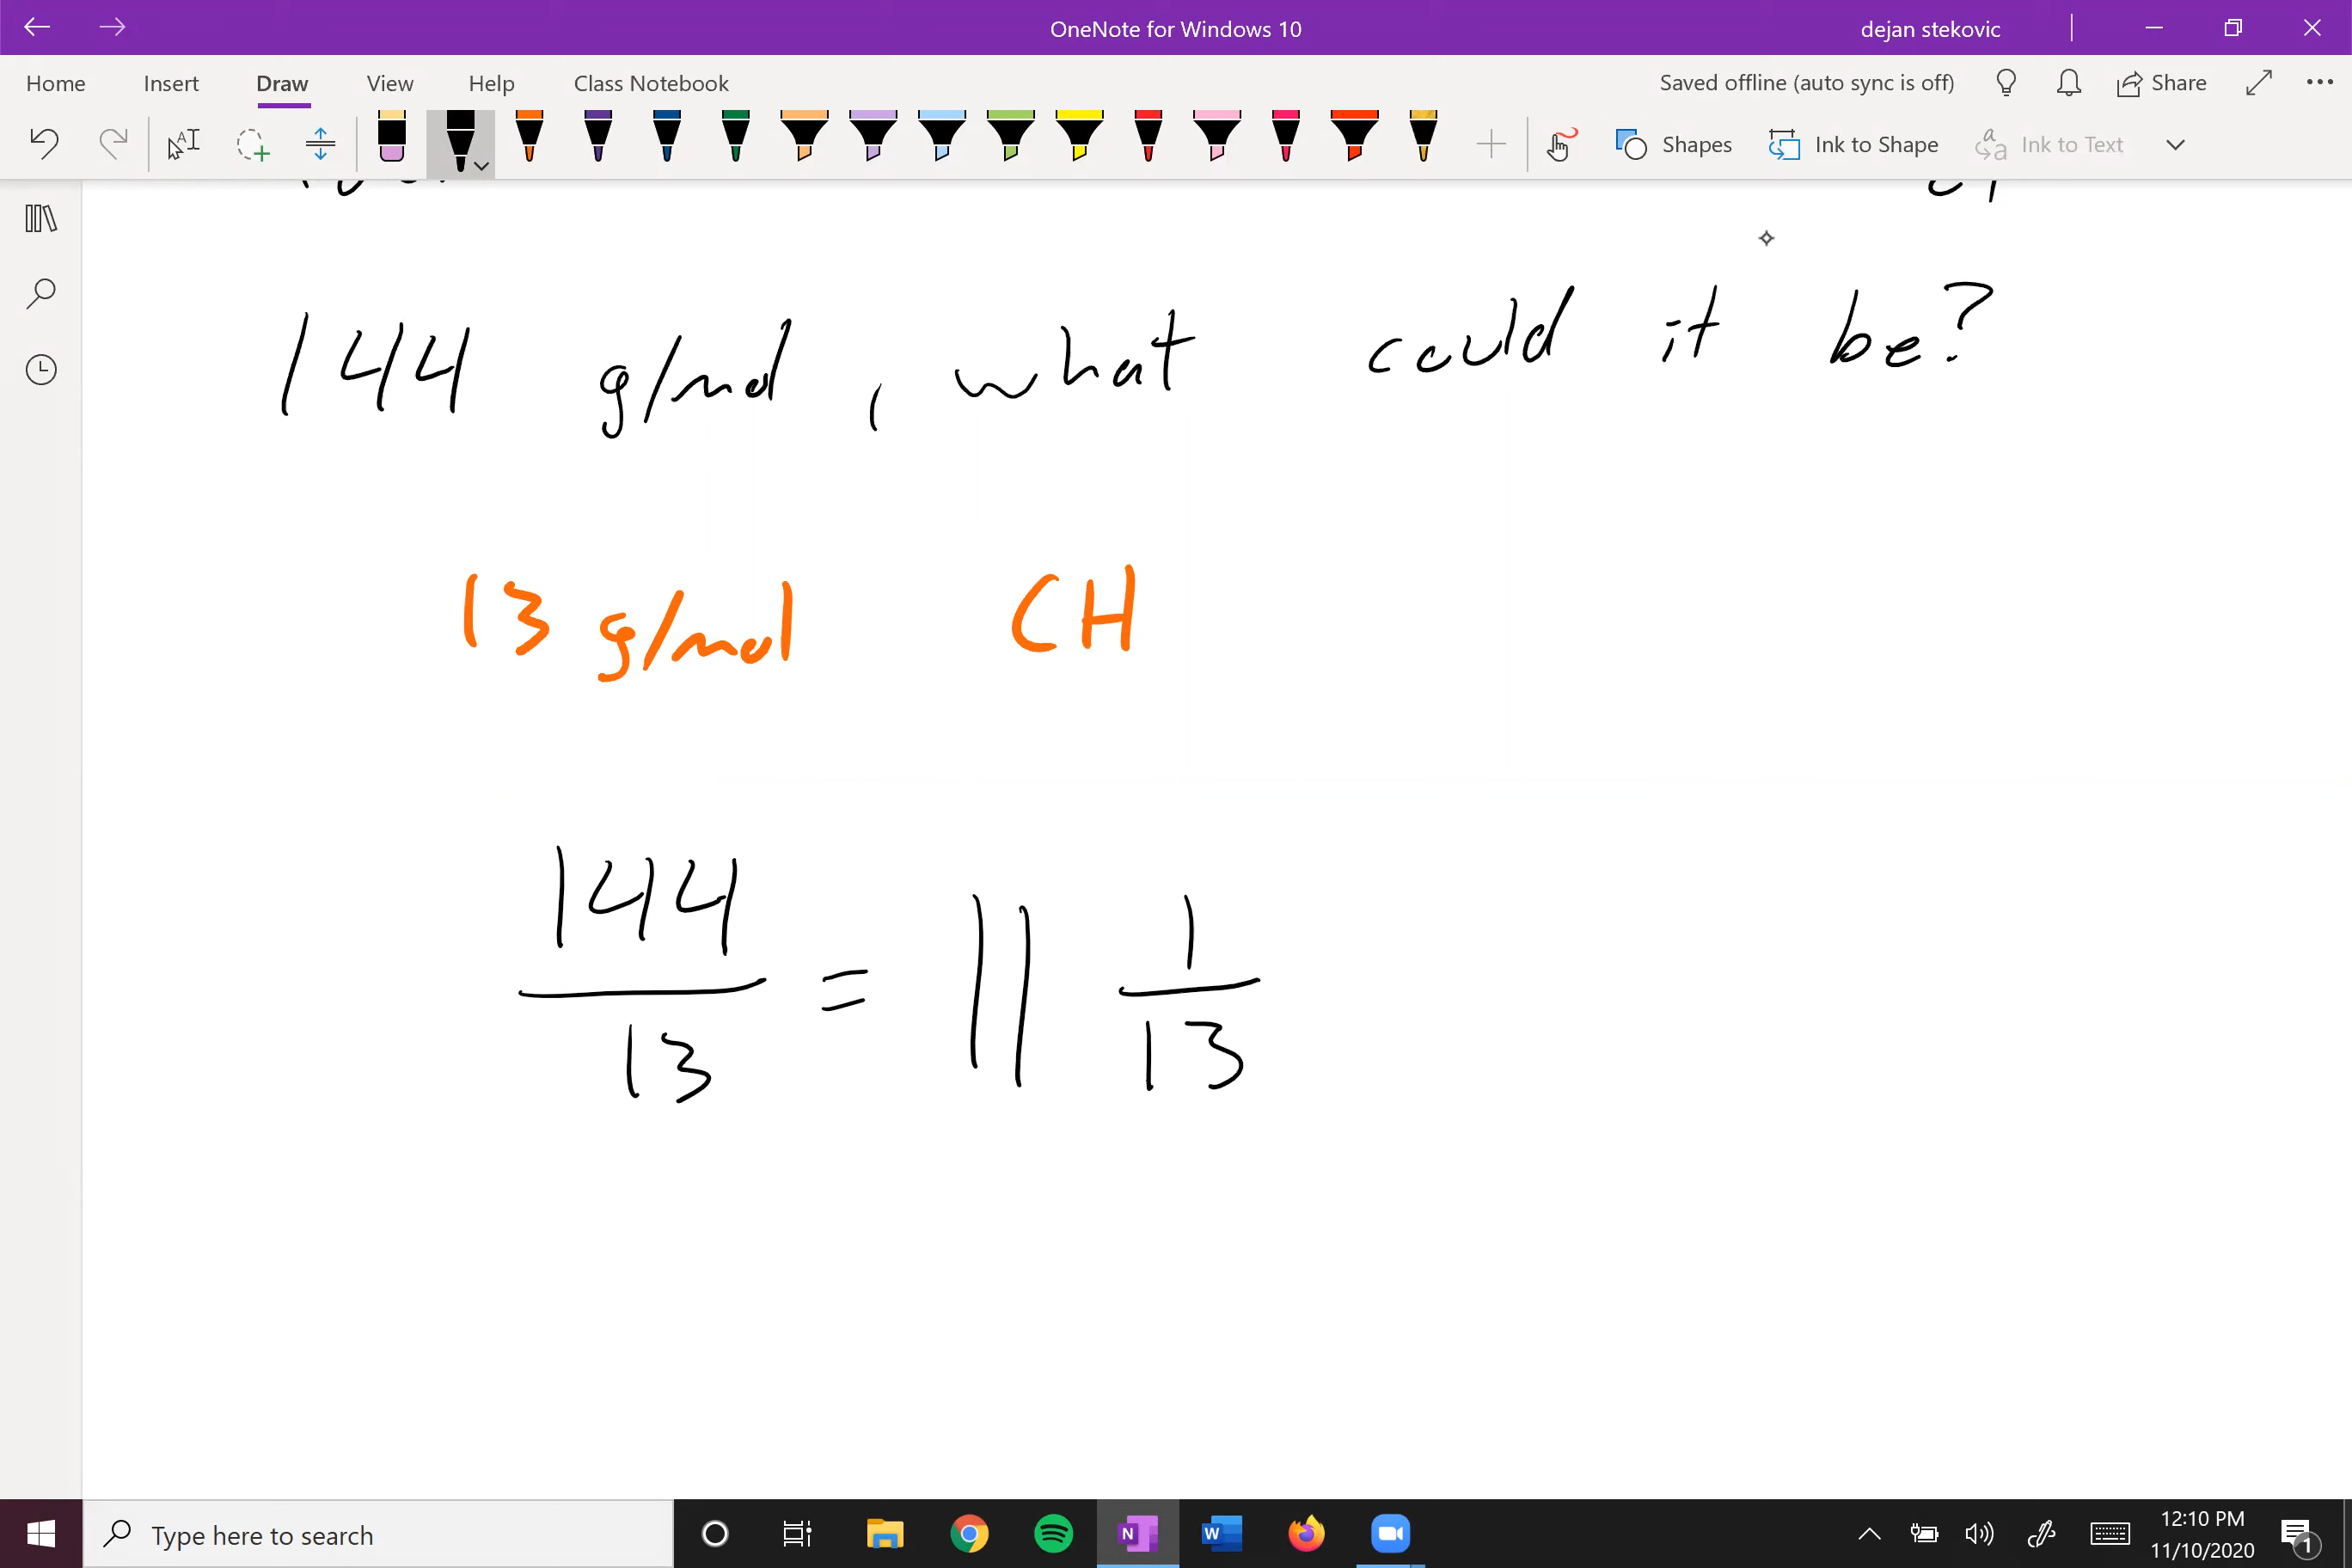 OneNote for Windows 10
dejan stekovic
Home Insert Draw View Help Class Notebook
Saved offline (auto sync is off) Share
Shapes Ink to Shape Ink to Text
144 g/mol, what could it be?
13 g/mol CH
144
13
= 11
1
13
Type here to search
12:10 PM
11/10/2020
1